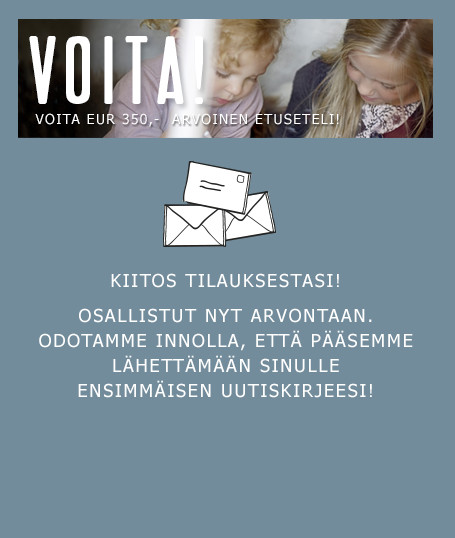 VOITA!
VOITA EUR 350,- ARVOINEN ETUSETELI!
KIITOS TILAUKSESTASI!
OSALLISTUT NYT ARVONTAAN.
ODOTAMME INNOLLA, ETTÄ PÄÄSEMME
LÄHETTÄMÄÄN SINULLE
ENSIMMÄISEN UUTISKIRJEESI!